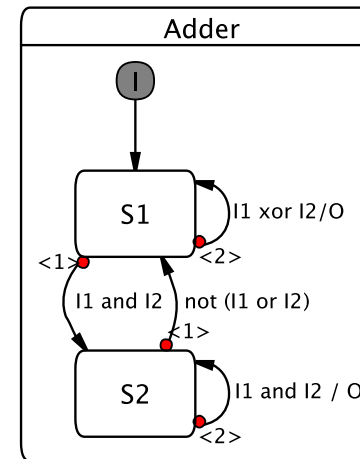 Adder
I
S1
I1 xor I2/O
<1>
<2>
I1 and I2
not (I1 or I2)
<1>
S2
I1 and I2 / O
<2>